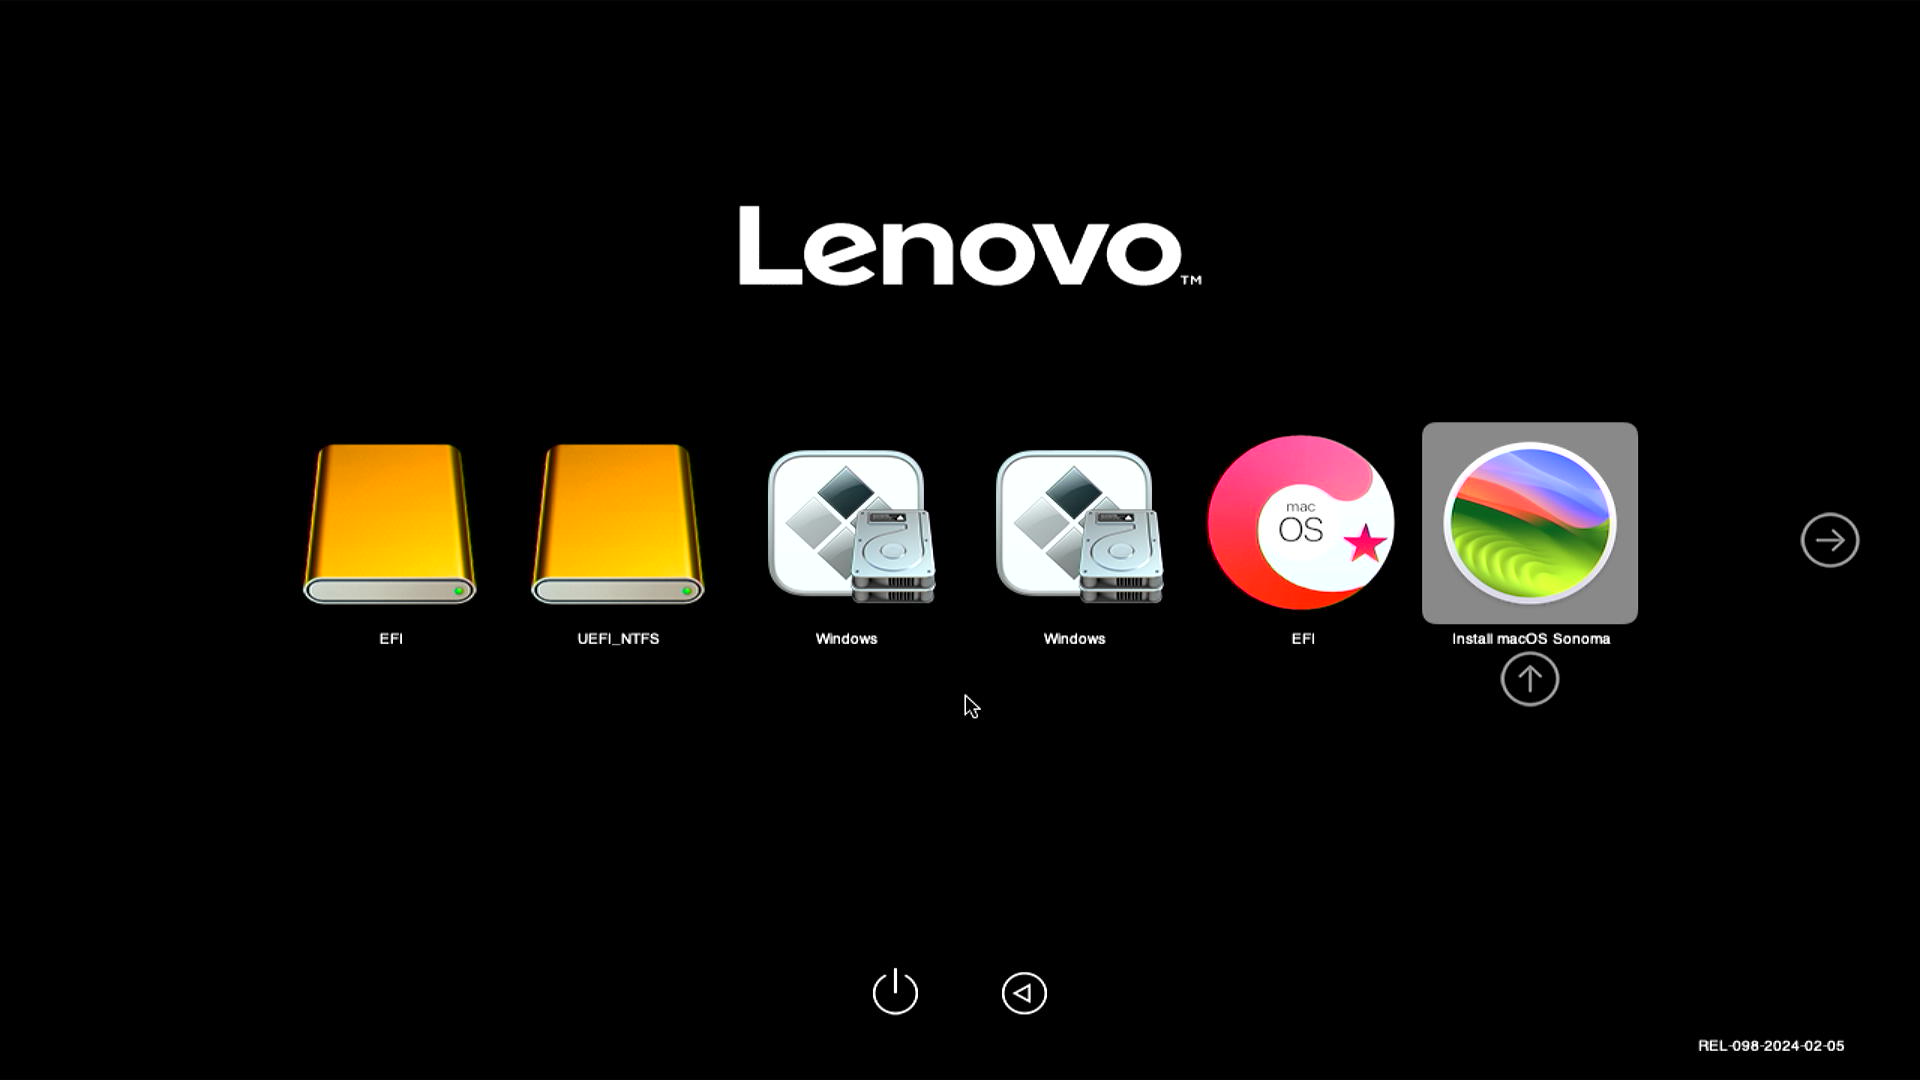 Lenovo™
EFI
UEFI_NTFS
Windows
Windows
mac
OS
EFI
Install macOS Sonoma
REL-098-2024-02-05